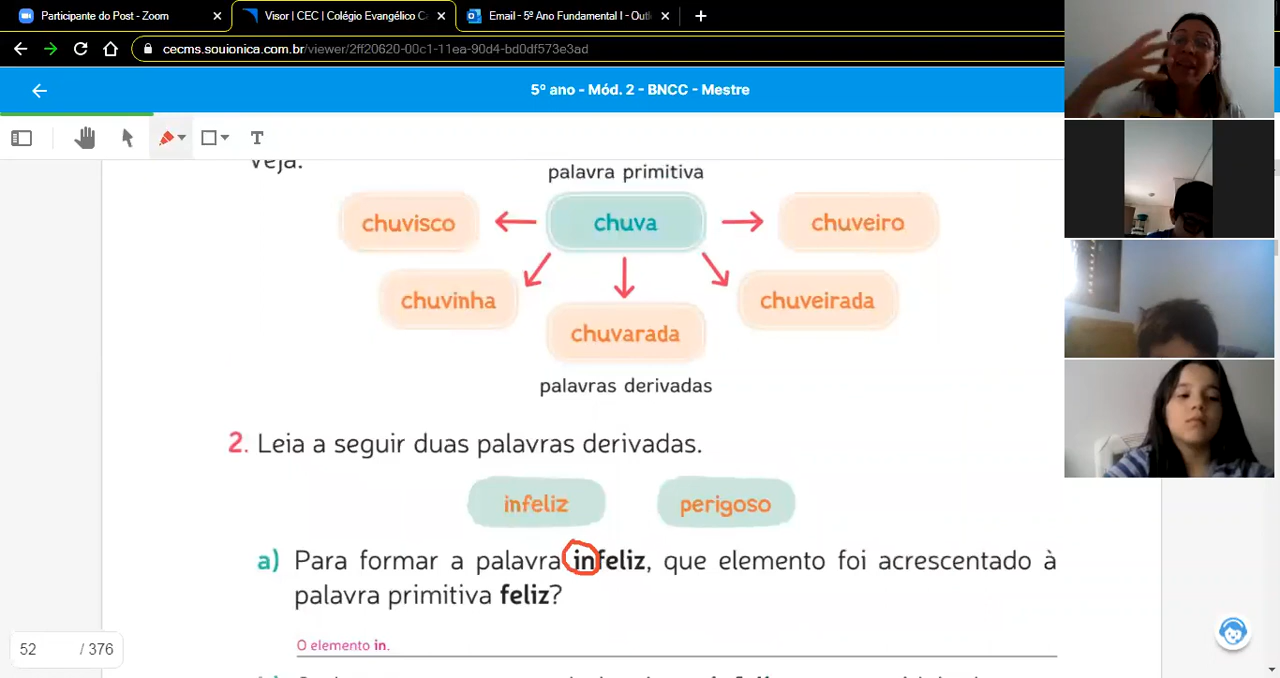 Participante do Post - Zoom
Visor | CEC | Colégio Evangélico C
Email - 5º Ano Fundamental I - Outl
cecms.souionica.com.br/viewer/2ff20620-00c1-11ea-90d4-bd0df573e3ad
5º ano - Mód. 2 - BNCC - Mestre
T
veja:
palavra primitiva
chuvisco chuva chuveiro
chuvinha chuveirada
chuvarada
palavras derivadas
2. Leia a seguir duas palavras derivadas.
infeliz perigoso
a) Para formar a palavra infeliz, que elemento foi acrescentado à
palavra primitiva feliz?
O elemento in.
52 / 376